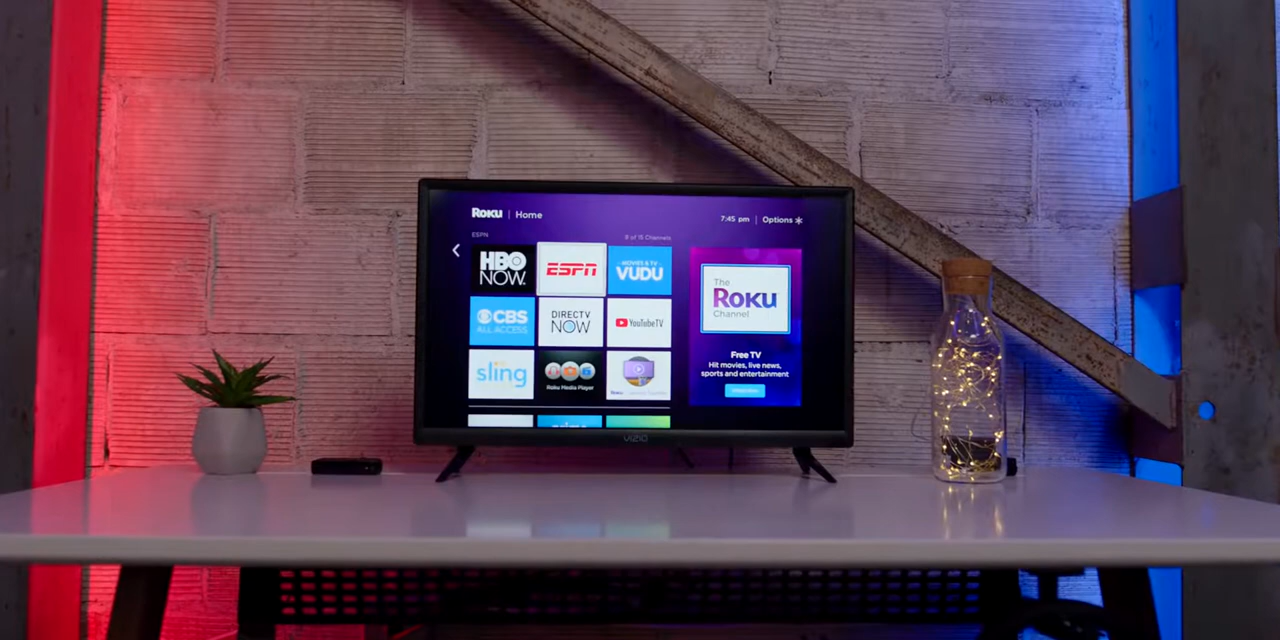 Roku | Home
7:45 pm | Options
ESPN
9 of 15 Channels
HBO
NOW.
ESPN
MOVIES & TV
VUDU
CBS
ALL ACCESS
DIRECTV
NOW
YouTube TV
sling
Roku Media Player
Roku
prime
The
Roku
Channel
Free TV
Hit movies, live news,
sports and entertainment
VIZIO